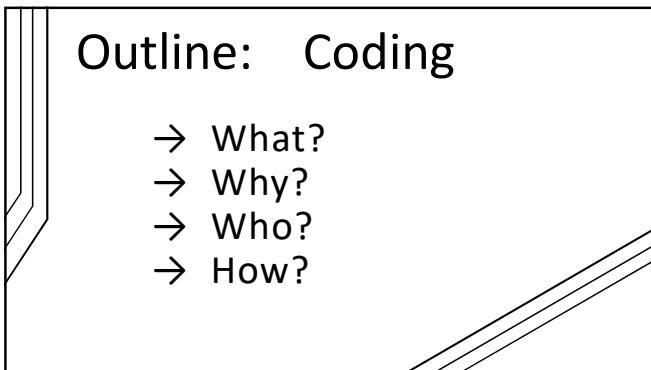 Outline: Coding
→ What?
→ Why?
→ Who?
→ How?